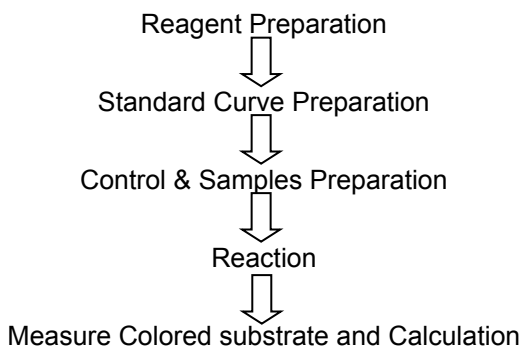 Reagent Preparation
Standard Curve Preparation
Control & Samples Preparation
Reaction
Measure Colored substrate and Calculation